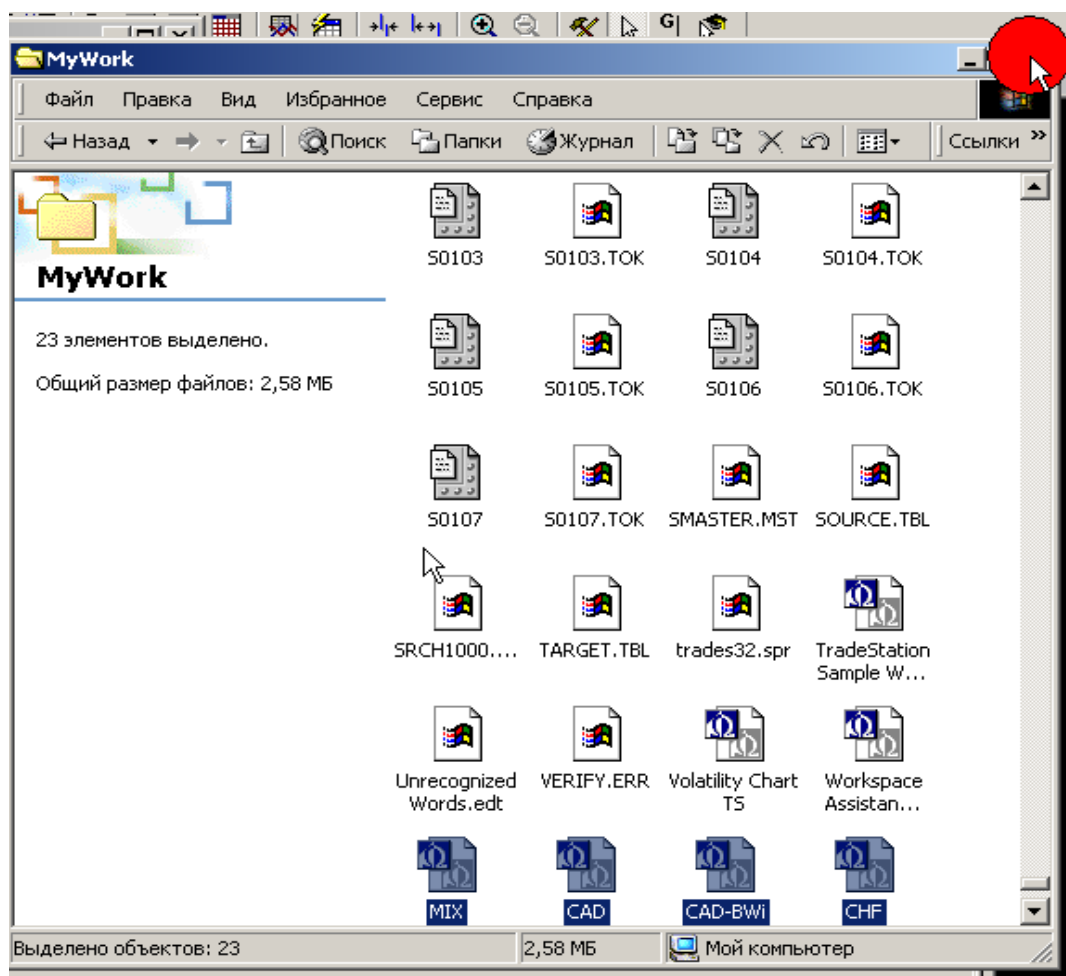 G
MyWork
Файл Правка Вид Избранное Сервис Справка
Назад Поиск Папки Журнал Ссылки »
MyWork
23 элементов выделено.
Общий размер файлов: 2,58 МБ
S0103 S0103.TOK S0104 S0104.TOK
S0105 S0105.TOK S0106 S0106.TOK
S0107 S0107.TOK SMASTER.MST SOURCE.TBL
SRCH1000.... TARGET.TBL trades32.spr TradeStation
Sample W...
Unrecognized VERIFY.ERR Volatility Chart Workspace
Words.edt TS Assistan...
MIX CAD CAD-BWi CHF
Выделено объектов: 23 2,58 МБ Мой компьютер